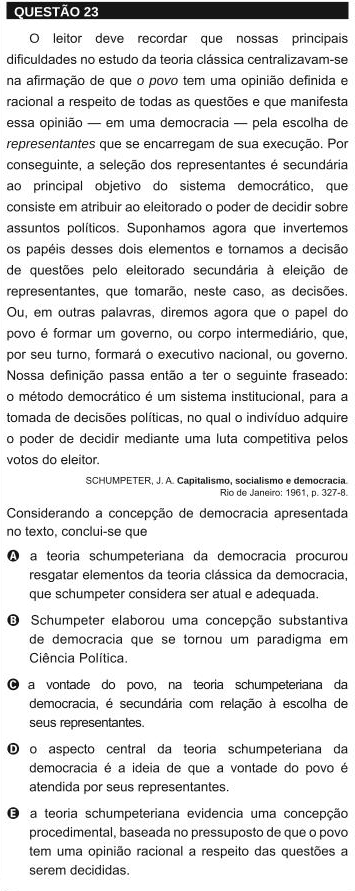 QUESTÃO 23
O leitor deve recordar que nossas principais
dificuldades no estudo da teoria clássica centralizavam-se
na afirmação de que o povo tem uma opinião definida e
racional a respeito de todas as questões e que manifesta
essa opinião — em uma democracia — pela escolha de
representantes que se encarregam de sua execução. Por
conseguinte, a seleção dos representantes é secundária
ao principal objetivo do sistema democrático, que
consiste em atribuir ao eleitorado o poder de decidir sobre
assuntos políticos. Suponhamos agora que invertemos
os papéis desses dois elementos e tornamos a decisão
de questões pelo eleitorado secundária à eleição de
representantes, que tomarão, neste caso, as decisões.
Ou, em outras palavras, diremos agora que o papel do
povo é formar um governo, ou corpo intermediário, que,
por seu turno, formará o executivo nacional, ou governo.
Nossa definição passa então a ter o seguinte fraseado:
o método democrático é um sistema institucional, para a
tomada de decisões políticas, no qual o indivíduo adquire
o poder de decidir mediante uma luta competitiva pelos
votos do eleitor.
SCHUMPETER, J. A. Capitalismo, socialismo e democracia.
Rio de Janeiro: 1961, p. 327-8.
Considerando a concepção de democracia apresentada
no texto, conclui-se que
A a teoria schumpeteriana da democracia procurou
resgatar elementos da teoria clássica da democracia,
que schumpeter considera ser atual e adequada.
B Schumpeter elaborou uma concepção substantiva
de democracia que se tornou um paradigma em
Ciência Política.
C a vontade do povo, na teoria schumpeteriana da
democracia, é secundária com relação à escolha de
seus representantes.
D o aspecto central da teoria schumpeteriana da
democracia é a ideia de que a vontade do povo é
atendida por seus representantes.
E a teoria schumpeteriana evidencia uma concepção
procedimental, baseada no pressuposto de que o povo
tem uma opinião racional a respeito das questões a
serem decididas.